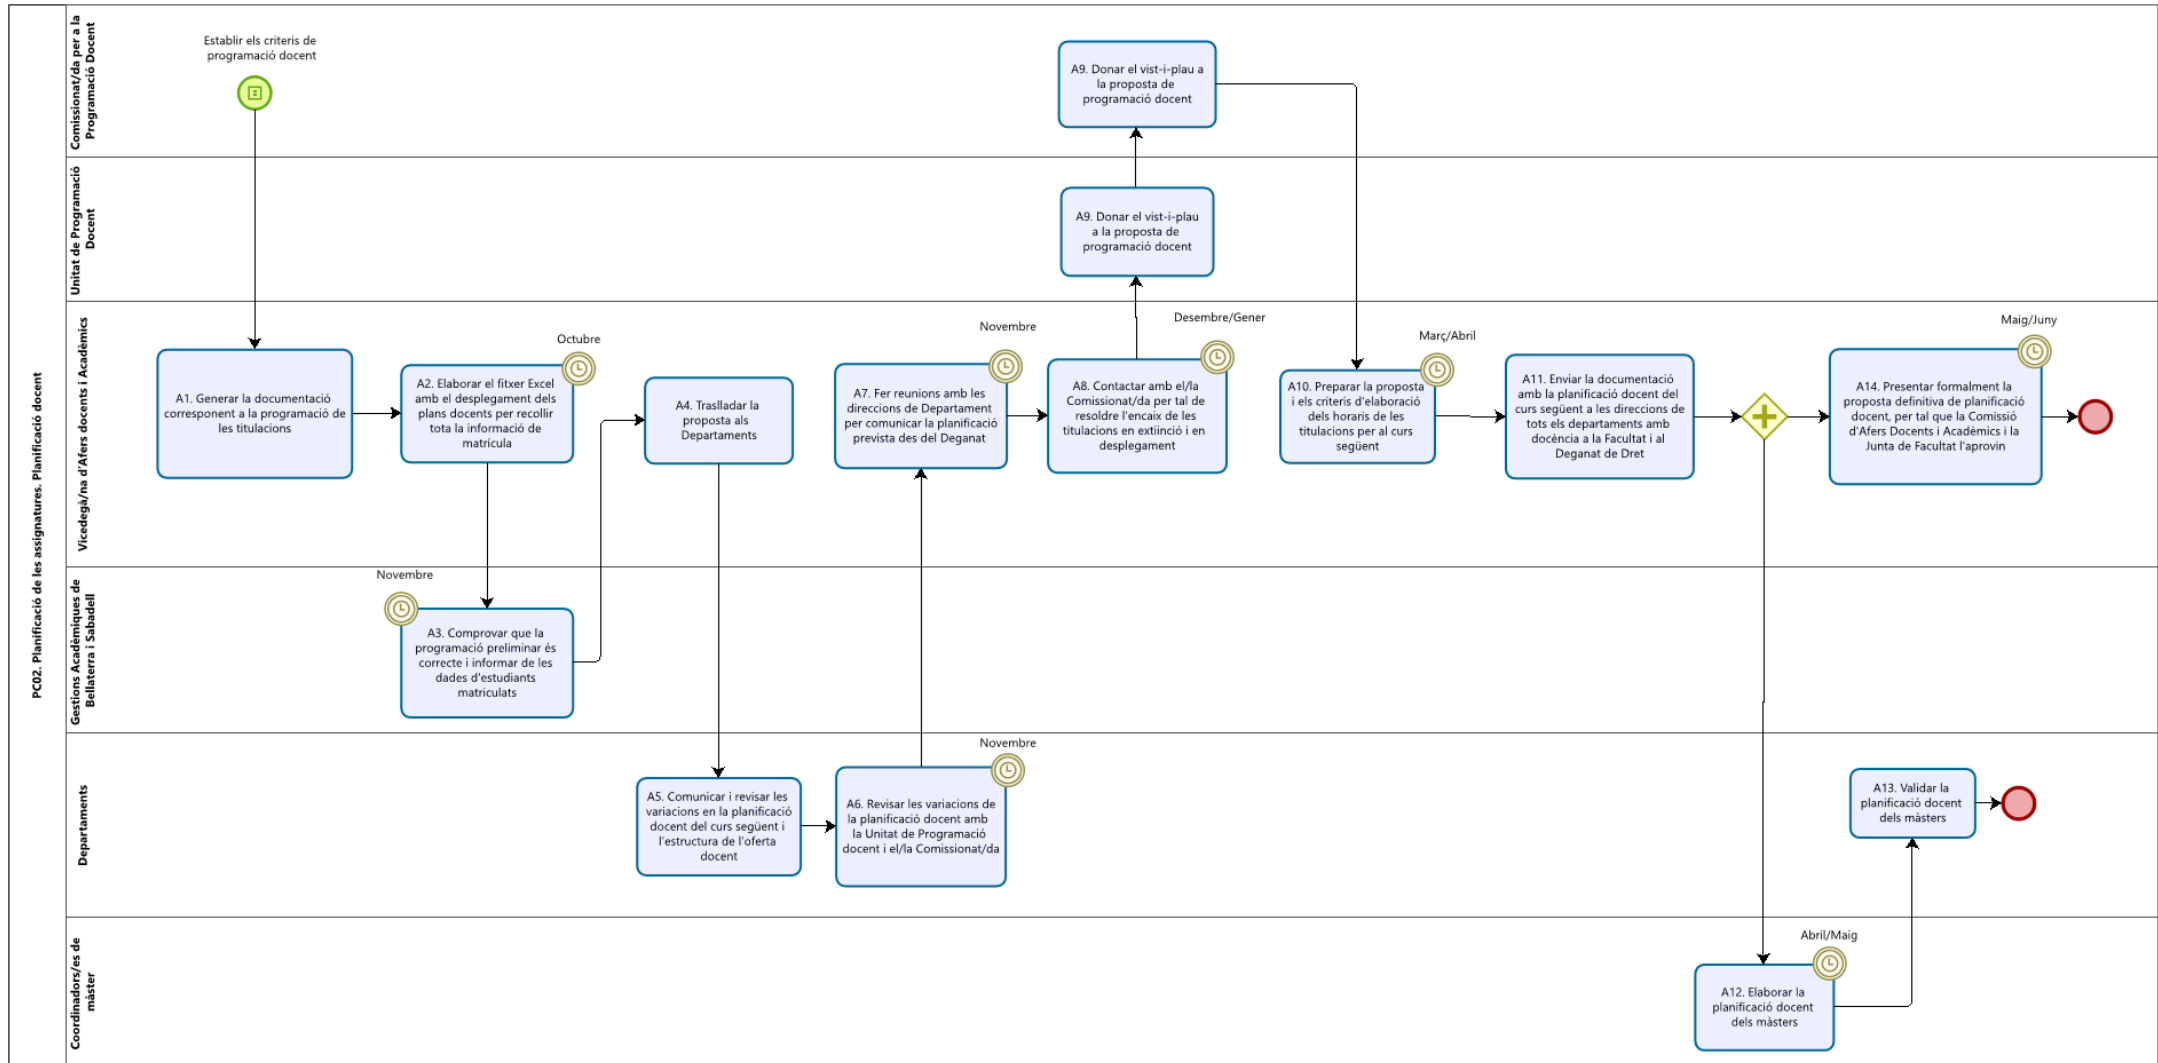 PC02. Planificació de les assignatures. Planificació docent
Comissionat/da per a la
Programació Docent
Establir els criteris de
programació docent
A9. Donar el vist-i-plau a
la proposta de
programació docent
Unitat de Programació
Docent
A9. Donar el vist-i-plau
a la proposta de
programació docent
Vicedegà/na d'Afers docents i Acadèmics
A1. Generar la documentació
corresponent a la programació de
les titulacions
Octubre
A2. Elaborar el fitxer Excel
amb el desplegament dels
plans docents per recollir
tota la informació de
matrícula
A4. Traslladar la
proposta als
Departaments
Novembre
A7. Fer reunions amb les
direccions de Departament
per comunicar la planificació
prevista des del Deganat
Desembre/Gener
A8. Contactar amb el/la
Comissionat/da per tal de
resoldre l'encaix de les
titulacions en extiinció i en
desplegament
Març/Abril
A10. Preparar la proposta
i els criteris d'elaboració
dels horaris de les
titulacions per al curs
següent
A11. Enviar la documentació
amb la planificació docent del
curs següent a les direccions de
tots els departaments amb
docència a la Facultat i al
Deganat de Dret
Maig/Juny
A14. Presentar formalment la
proposta definitiva de planificació
docent, per tal que la Comissió
d'Afers Docents i Acadèmics i la
Junta de Facultat l'aprovin
Gestions Acadèmiques de
Bellaterra i Sabadell
Novembre
A3. Comprovar que la
programació preliminar és
correcte i informar de les
dades d'estudiants
matriculats
Departaments
A5. Comunicar i revisar les
variacions en la planificació
docent del curs següent i
l'estructura de l'oferta
docent
Novembre
A6. Revisar les variacions de
la planificació docent amb
la Unitat de Programació
docent i el/la Comissionat/da
A13. Validar la
planificació docent
dels màsters
Coordinadors/es de
màster
Abril/Maig
A12. Elaborar la
planificació docent
dels màsters